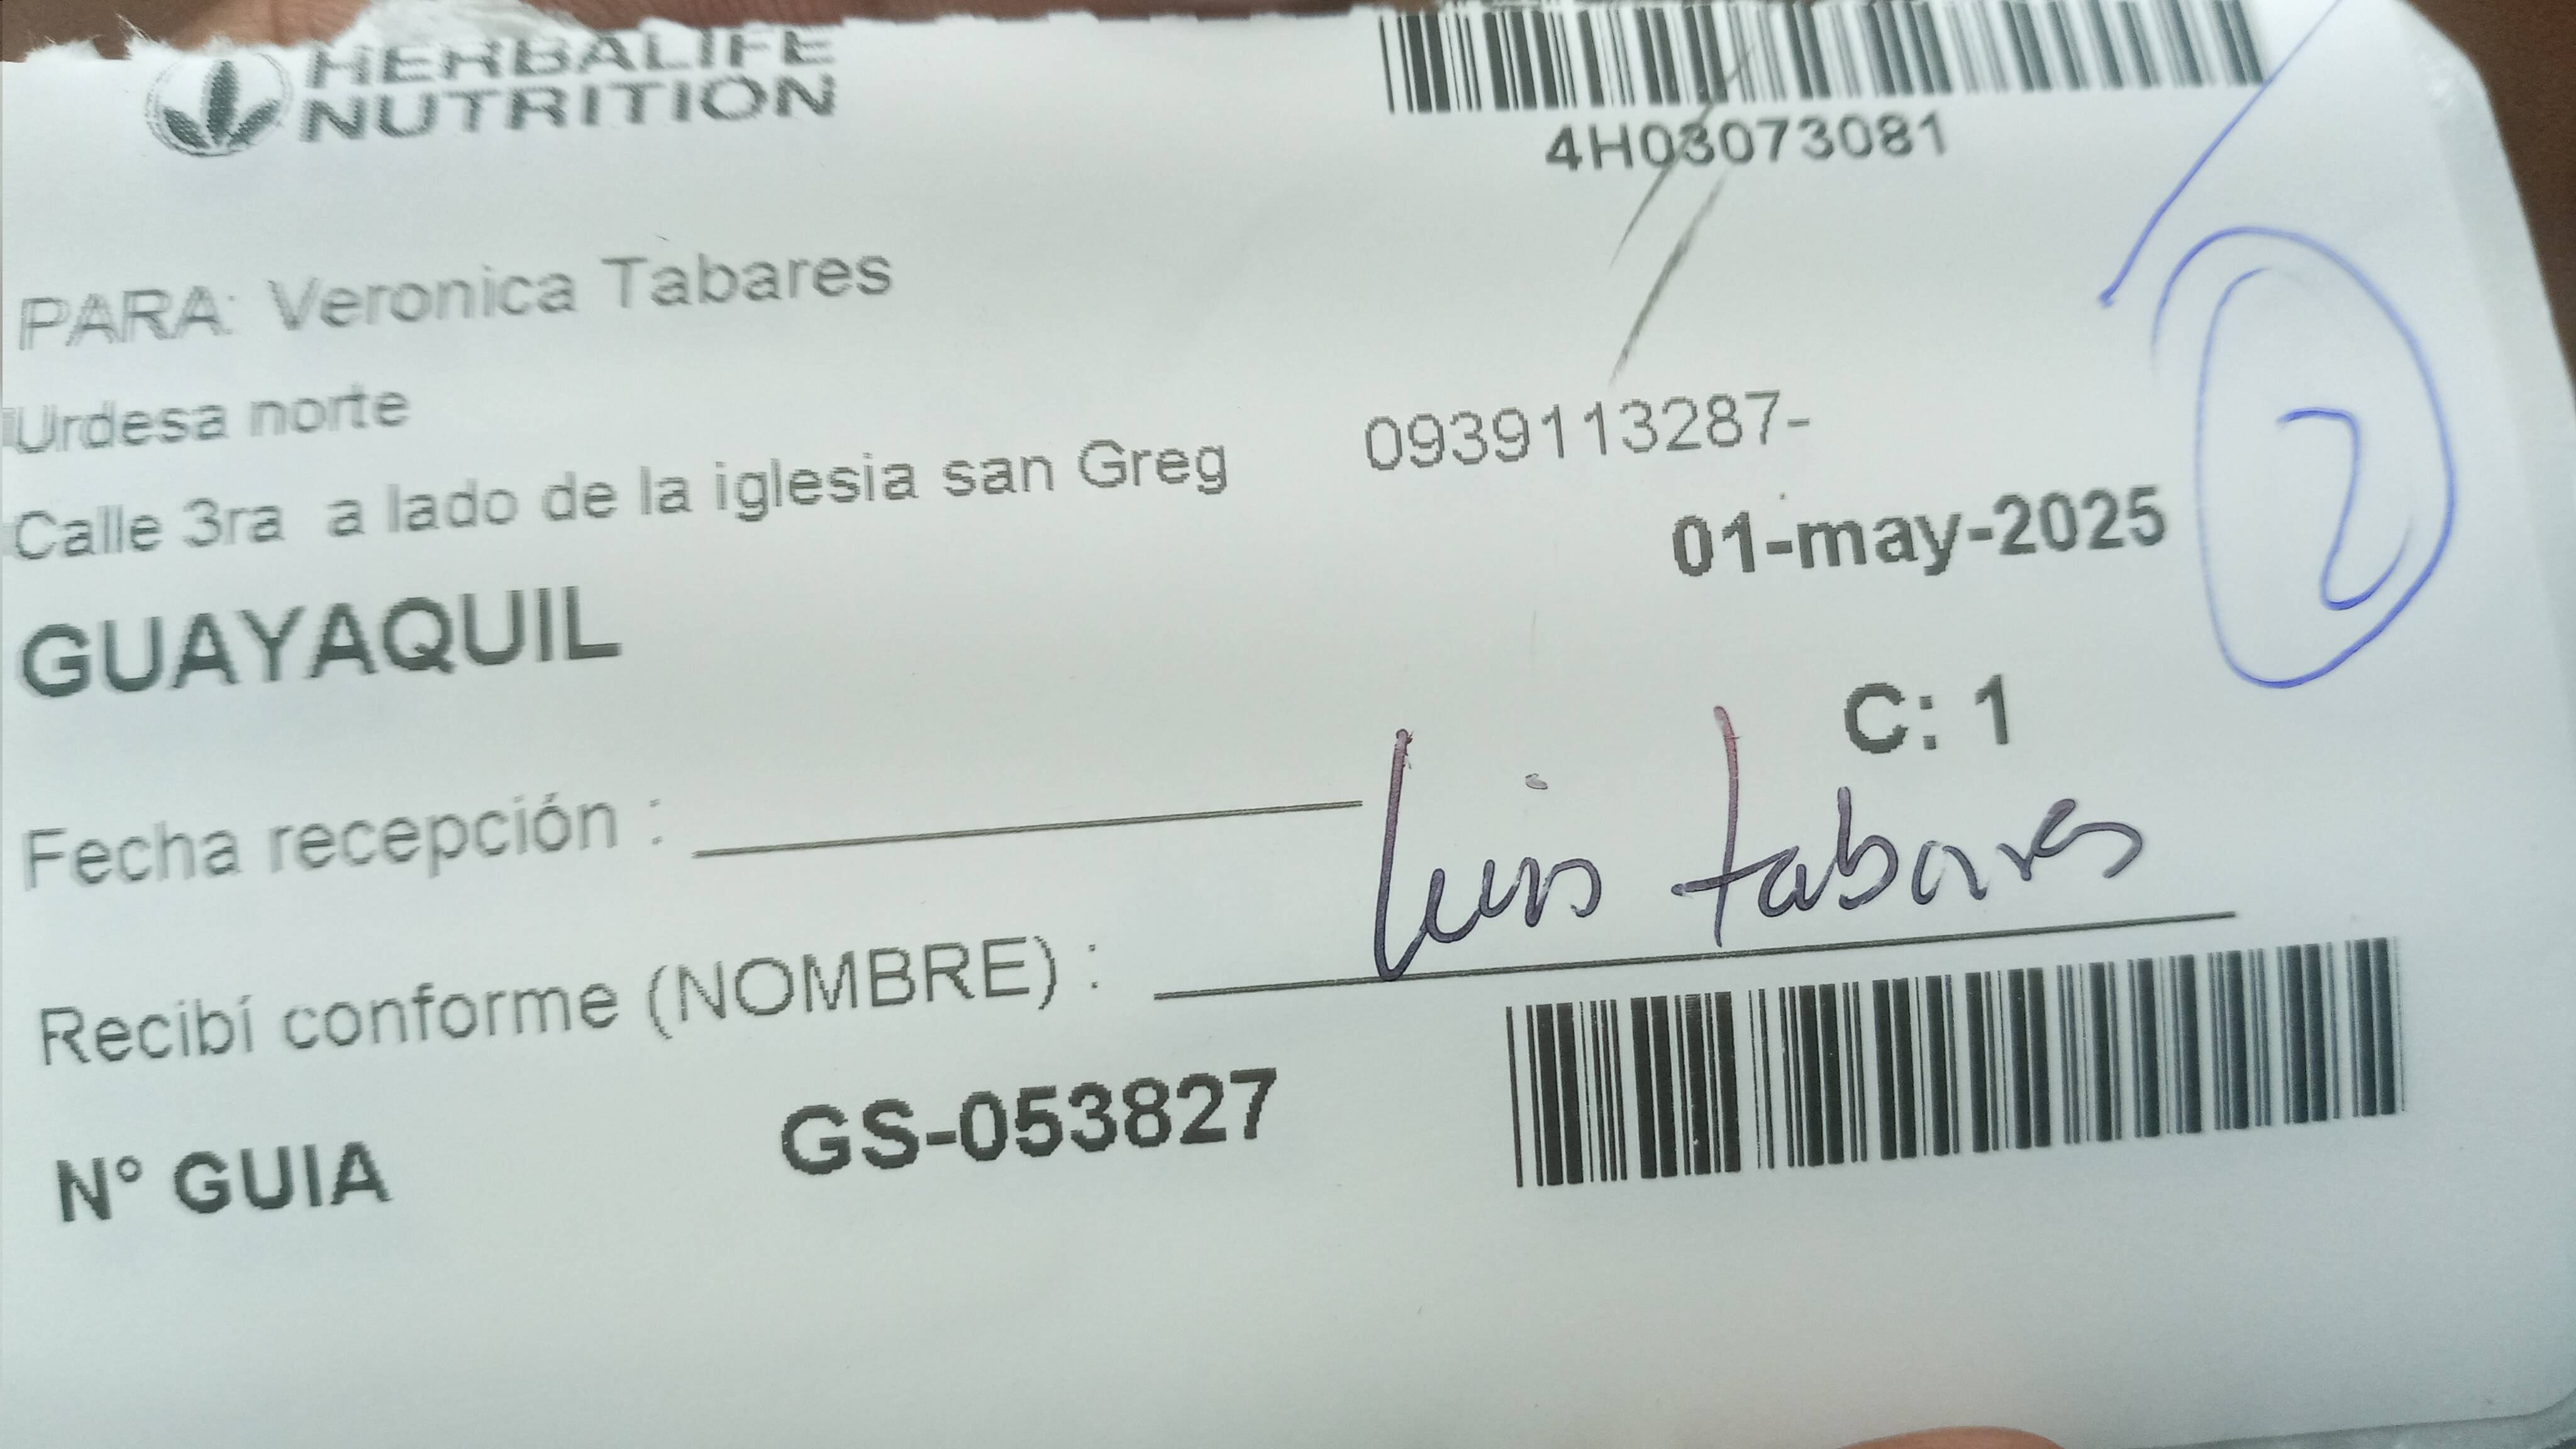 HERBALIFE
NUTRITION
4H03073081
PARA: Veronica Tabares
Urdesa norte
Calle 3ra a lado de la iglesia san Greg 0939113287-
01-may-2025
2
GUAYAQUIL
C: 1
Fecha recepción :
Recibí conforme (NOMBRE) : Luis tabares
N° GUIA GS-053827